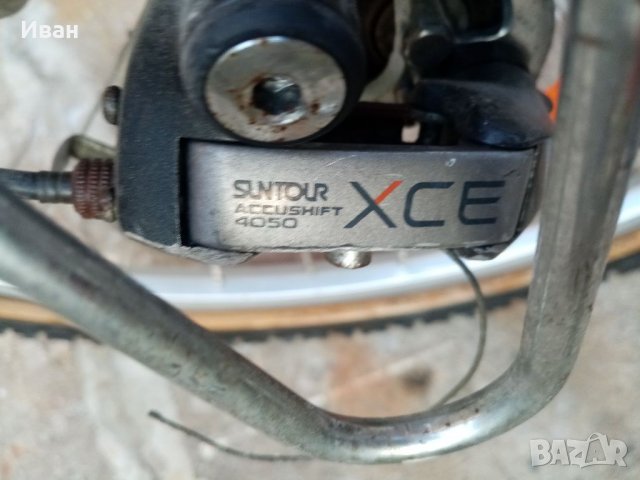 Иван
SUNTOUR
ACCUSHIFT
4050
XCE
BAZAR